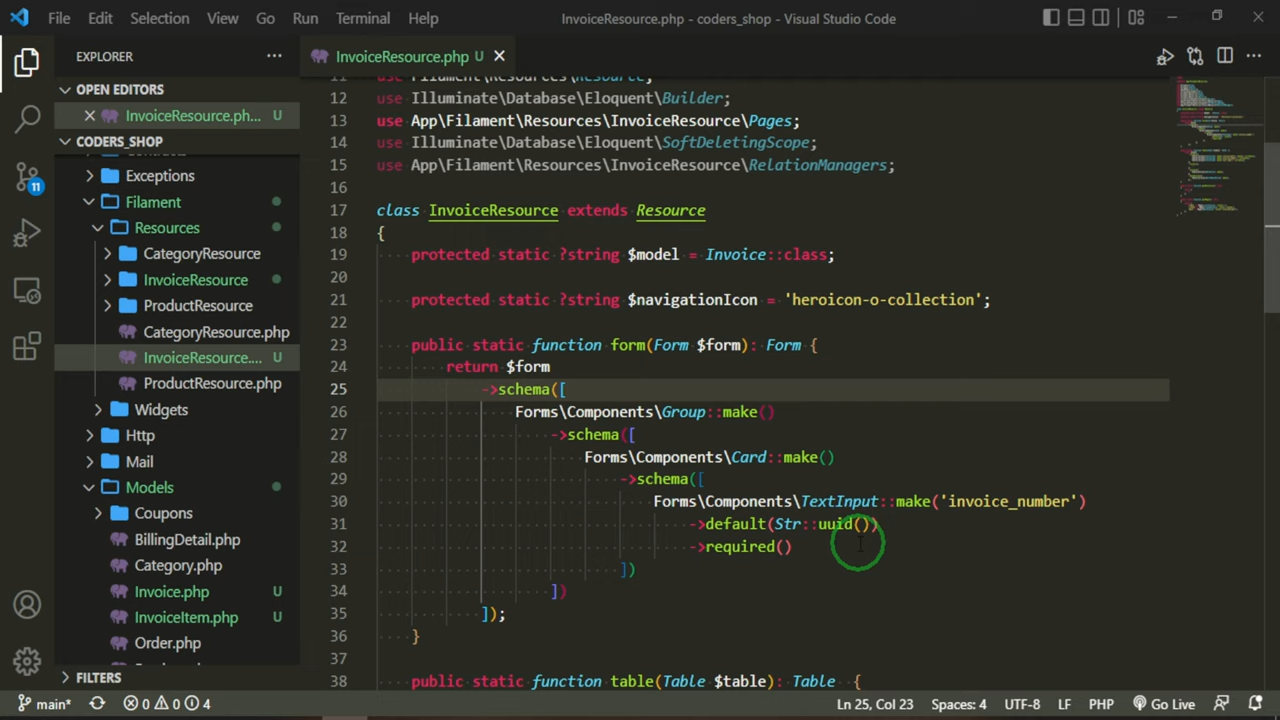 File Edit Selection View Go Run Terminal Help InvoiceResource.php - coders_shop - Visual Studio Code
EXPLORER
OPEN EDITORS
InvoiceResource.ph... U
CODERS_SHOP
Exceptions
Filament
Resources
CategoryResource
InvoiceResource
ProductResource
CategoryResource.php
InvoiceResource.... U
ProductResource.php
Widgets
Http
Mail
Models
Coupons
BillingDetail.php
Category.php
Invoice.php U
InvoiceItem.php U
Order.php
FILTERS
11
InvoiceResource.php U
11 use Filament\Resources\Resource;
12 use Illuminate\Database\Eloquent\Builder;
13 use App\Filament\Resources\InvoiceResource\Pages;
14 use Illuminate\Database\Eloquent\SoftDeletingScope;
15 use App\Filament\Resources\InvoiceResource\RelationManagers;
16
17 class InvoiceResource extends Resource
18 {
19 protected static ?string $model = Invoice::class;
20
21 protected static ?string $navigationIcon = 'heroicon-o-collection';
22
23 public static function form(Form $form): Form {
24 return $form
25 ->schema([
26 Forms\Components\Group::make()
27 ->schema([
28 Forms\Components\Card::make()
29 ->schema([
30 Forms\Components\TextInput::make('invoice_number')
31 ->default(Str::uuid())
32 ->required()
33 ])
34 ])
35 ]);
36 }
37
38 public static function table(Table $table): Table {
main* 0 0 4 Ln 25, Col 23 Spaces: 4 UTF-8 LF PHP Go Live